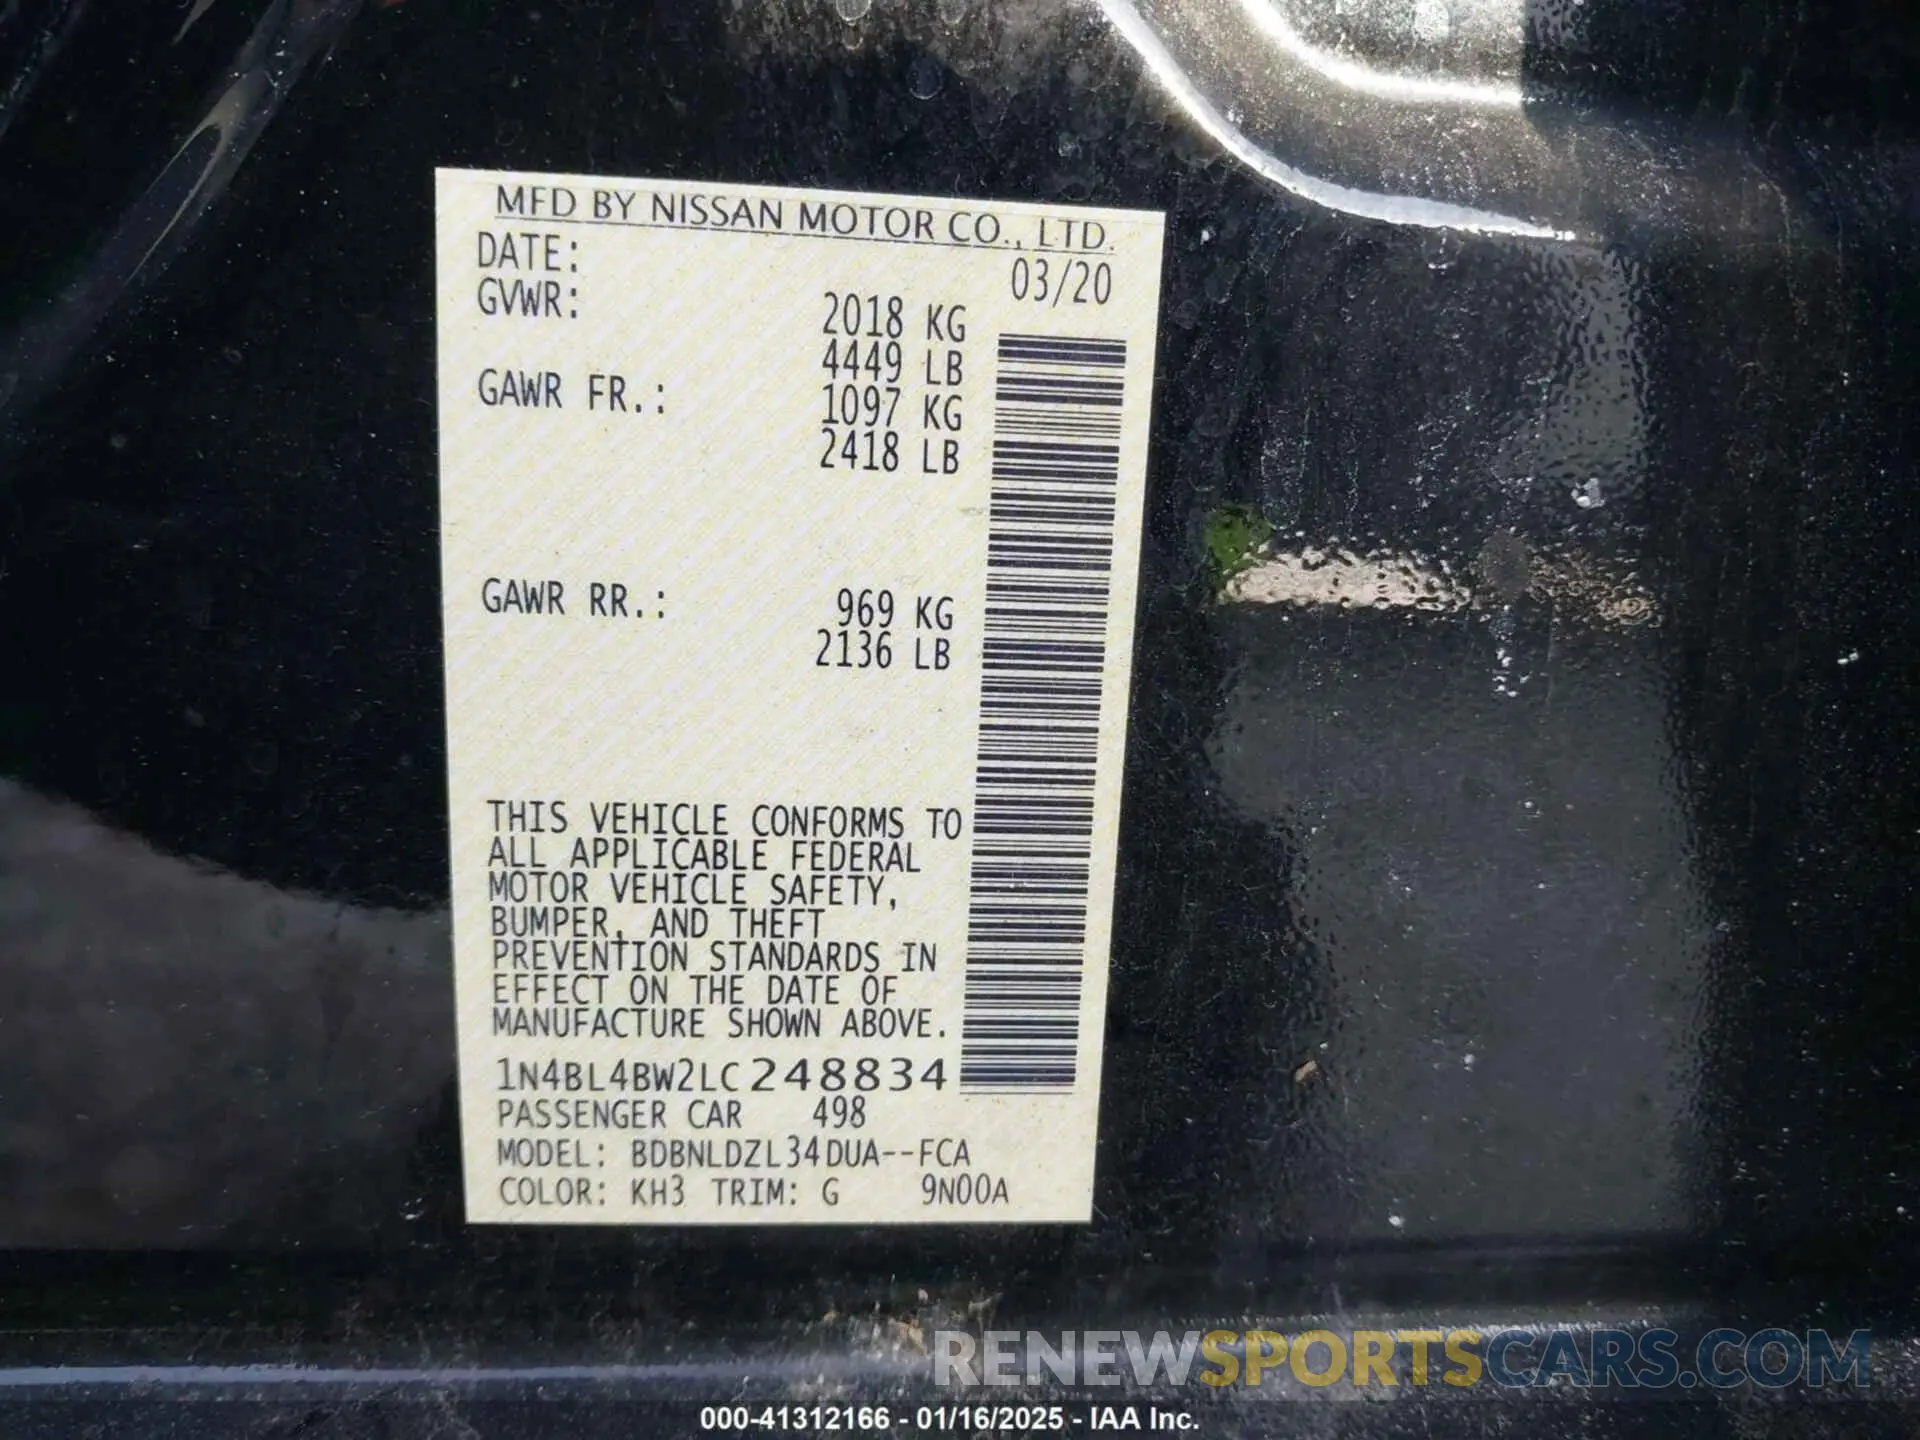 MFD BY NISSAN MOTOR CO., LTD.
DATE: 03/20
GVWR: 2018 KG
4449 LB
GAWR FR.: 1097 KG
2418 LB
GAWR RR.: 969 KG
2136 LB
THIS VEHICLE CONFORMS TO
ALL APPLICABLE FEDERAL
MOTOR VEHICLE SAFETY,
BUMPER, AND THEFT
PREVENTION STANDARDS IN
EFFECT ON THE DATE OF
MANUFACTURE SHOWN ABOVE.
1N4BL4BW2LC248834
PASSENGER CAR 498
MODEL: BDBNLDZL34DUA--FCA
COLOR: KH3 TRIM: G 9N00A
RENEWSPORTSCARS.COM
000-41312166 - 01/16/2025 - IAA Inc.